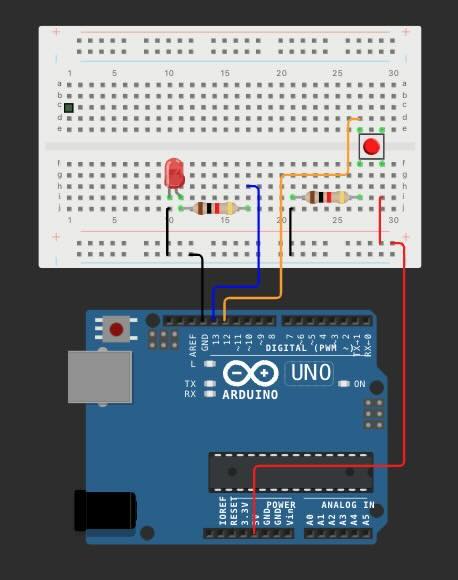 1 5 10 15 20 25 30
a
b
c
d
e
f
g
h
i
j
a
b
c
d
e
f
g
h
i
j
1 5 10 15 20 25 30
AREF
GND
13
12
~11
~10
~9
8
7
~6
~5
4
~3
~2
TX→1
RX←0
DIGITAL (PWM ~)
L
TX
RX
UNO
ARDUINO
ON
IOREF
RESET
3.3V
5V
GND
GND
Vin
POWER
ANALOG IN
A0
A1
A2
A3
A4
A5